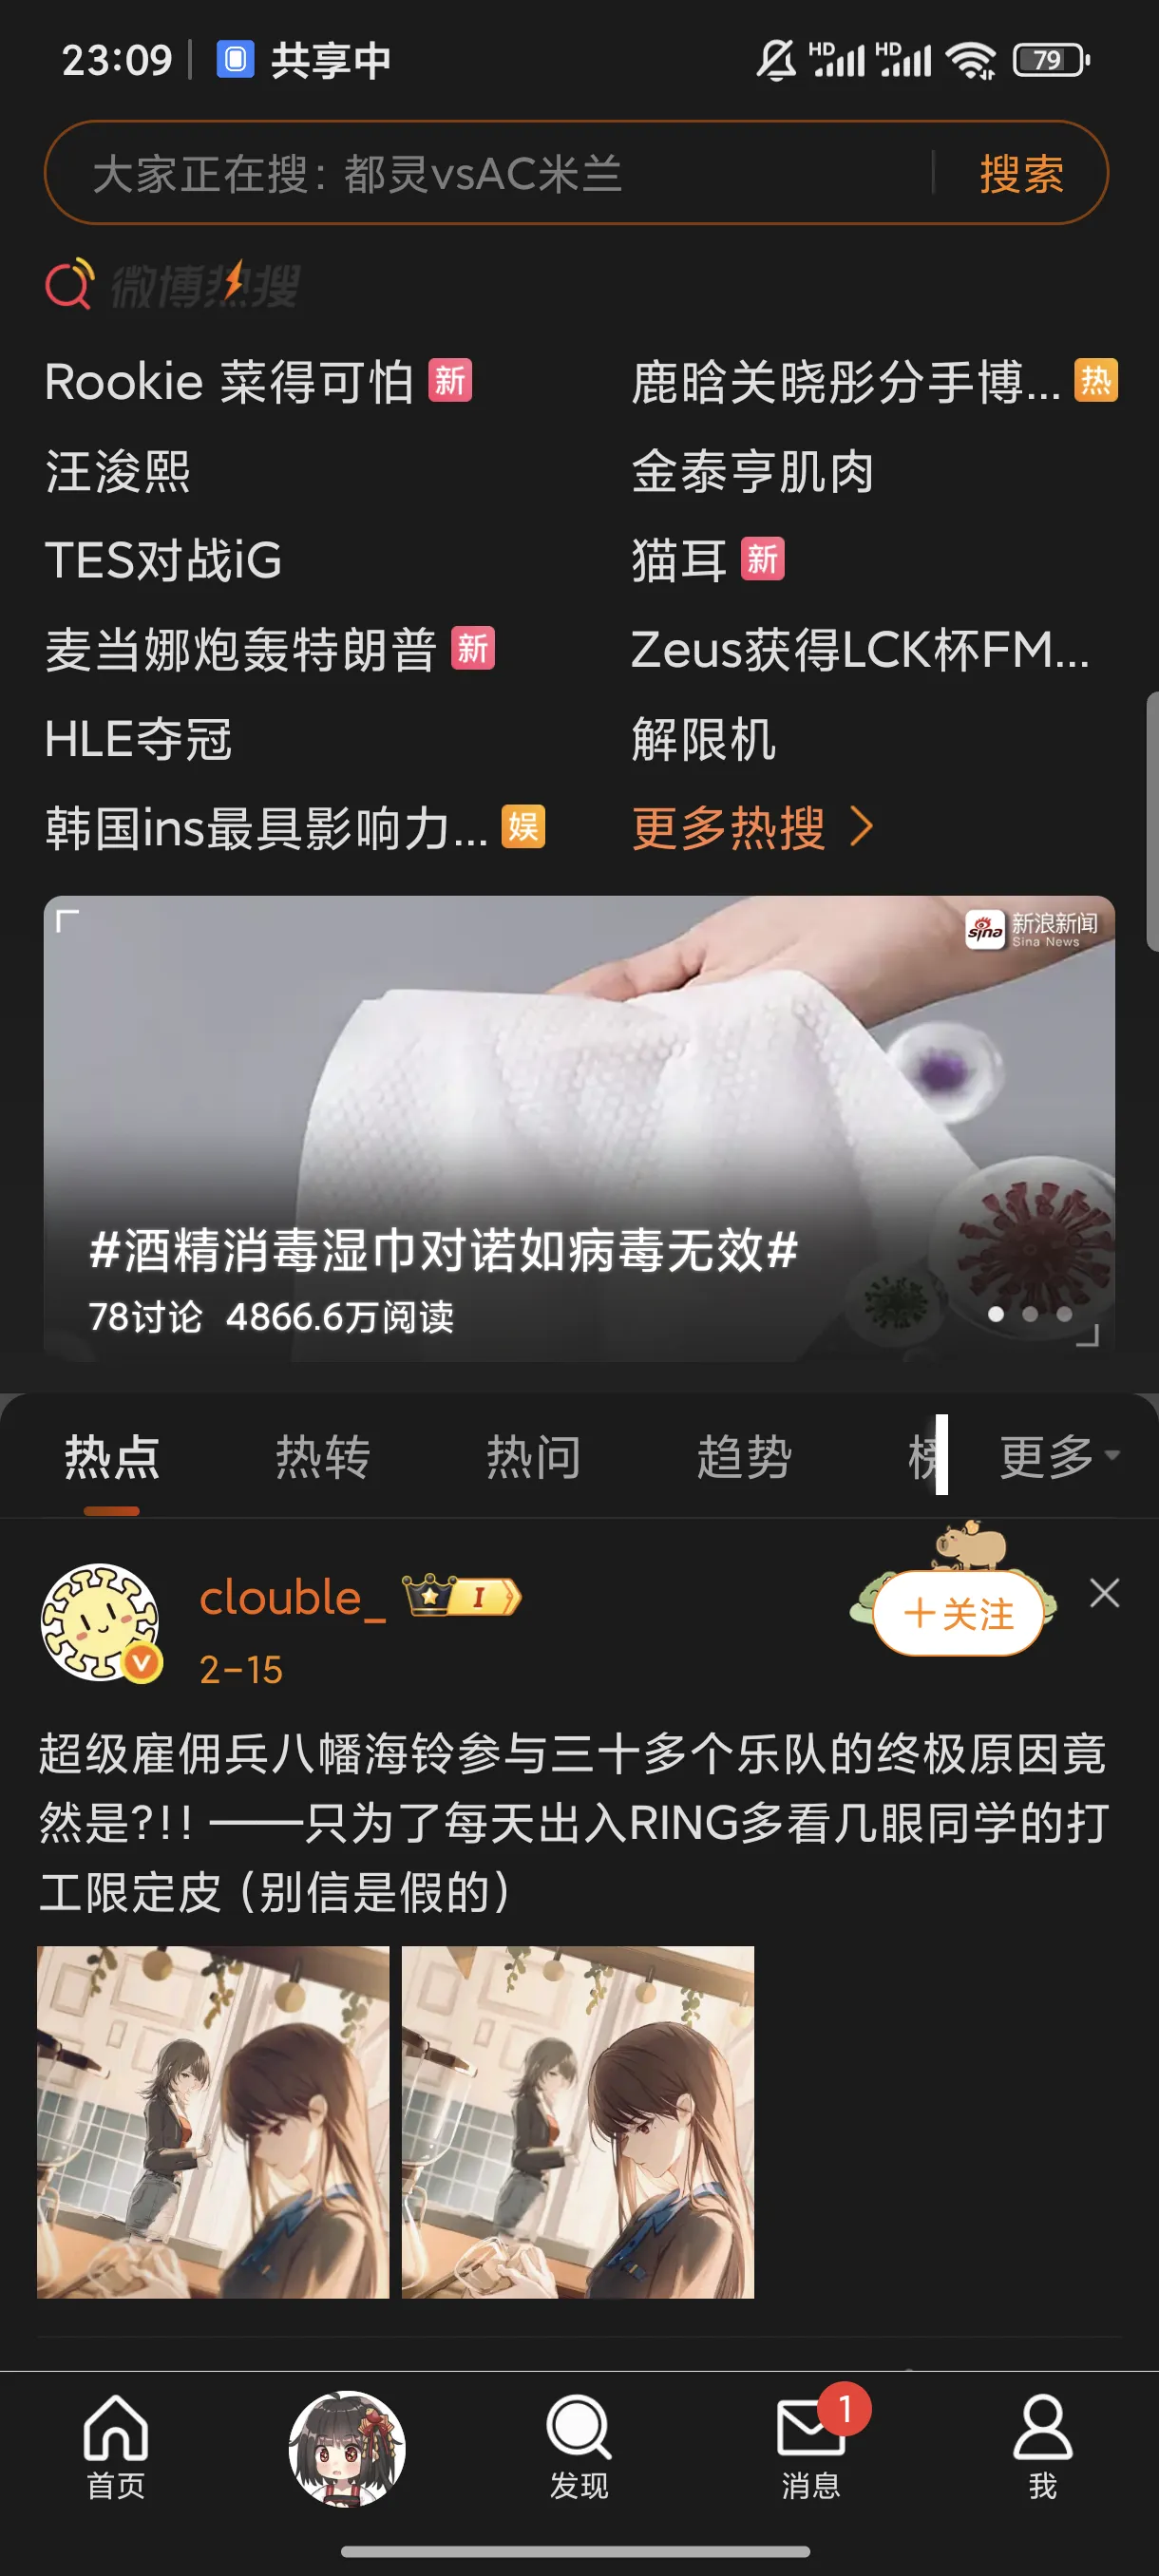 23:09 共享中 HD HD 79
大家正在搜: 都灵vsAC米兰 搜索
微博热搜
Rookie 菜得可怕 新 鹿晗关晓彤分手博... 热
汪浚熙 金泰亨肌肉
TES对战iG 猫耳 新
麦当娜炮轰特朗普 新 Zeus获得LCK杯FM...
HLE夺冠 解限机
韩国ins最具影响力... 娱 更多热搜
sina 新浪新闻
Sina News
#酒精消毒湿巾对诺如病毒无效#
78讨论 4866.6万阅读
热点 热转 热问 趋势 更多
clouble_ I
+关注
2-15
超级雇佣兵八幡海铃参与三十多个乐队的终极原因竟
然是?!! ——只为了每天出入RING多看几眼同学的打
工限定皮 (别信是假的)
1
首页 发现 消息 我